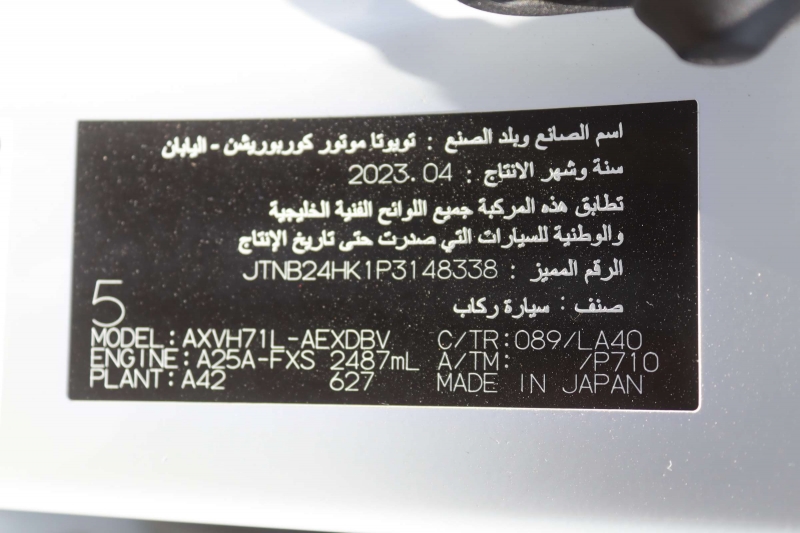 اسم الصانع وبلد الصنع : تويوتا موتور كوربوريشن - اليابان
سنة وشهر الانتاج : 2023.04
تطابق هذه المركبة جميع اللوائح الفنية الخليجية
والوطنية للسيارات التي صدرت حتى تاريخ الإنتاج
الرقم المميز : JTNB24HK1P3148338
صنف : سيارة ركاب
5
MODEL:AXVH71L-AEXDBV C/TR:089/LA40
ENGINE:A25A-FXS 2487mL A/TM: /P710
PLANT:A42 627 MADE IN JAPAN